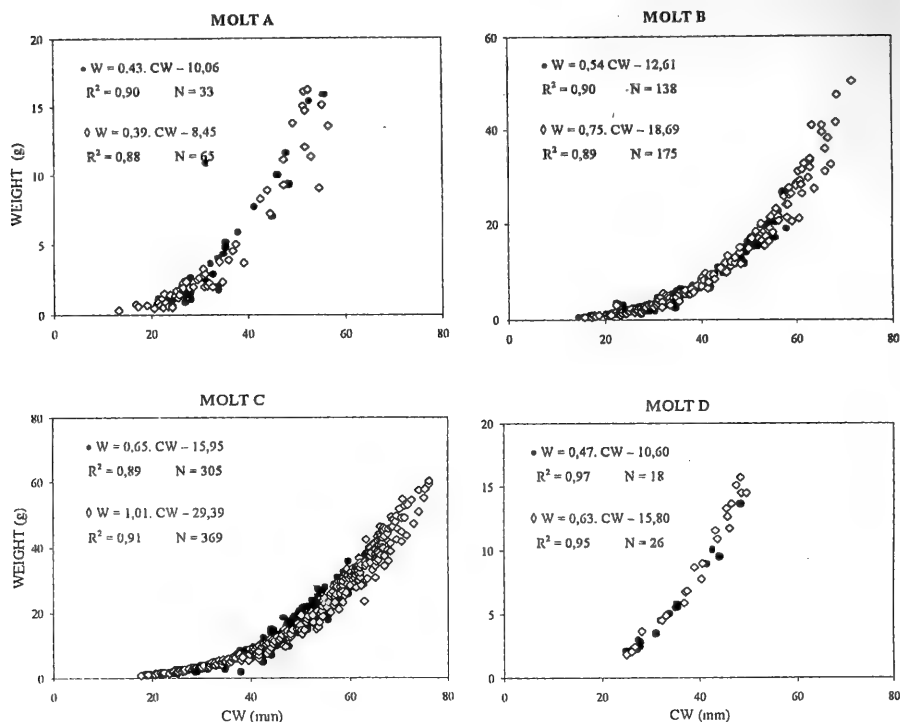 MOLT A
20
15
10
5
0
0 20 40 60 80
WEIGHT (g)
• W = 0,43. CW – 10,06
R² = 0,90 N = 33
◊ W = 0,39. CW – 8,45
R² = 0,88 N = 65
MOLT B
60
40
20
0
0 20 40 60 80
• W = 0,54 CW – 12,61
R² = 0,90 N = 138
◊ W = 0,75. CW – 18,69
R² = 0,89 N = 175
MOLT C
80
60
40
20
0
0 20 40 60 80
WEIGHT (g)
CW (mm)
• W = 0,65. CW – 15,95
R² = 0,89 N = 305
◊ W = 1,01. CW – 29,39
R² = 0,91 N = 369
MOLT D
20
15
10
5
0
0 20 40 60 80
CW (mm)
• W = 0,47. CW – 10,60
R² = 0,97 N = 18
◊ W = 0,63. CW – 15,80
R² = 0,95 N = 26